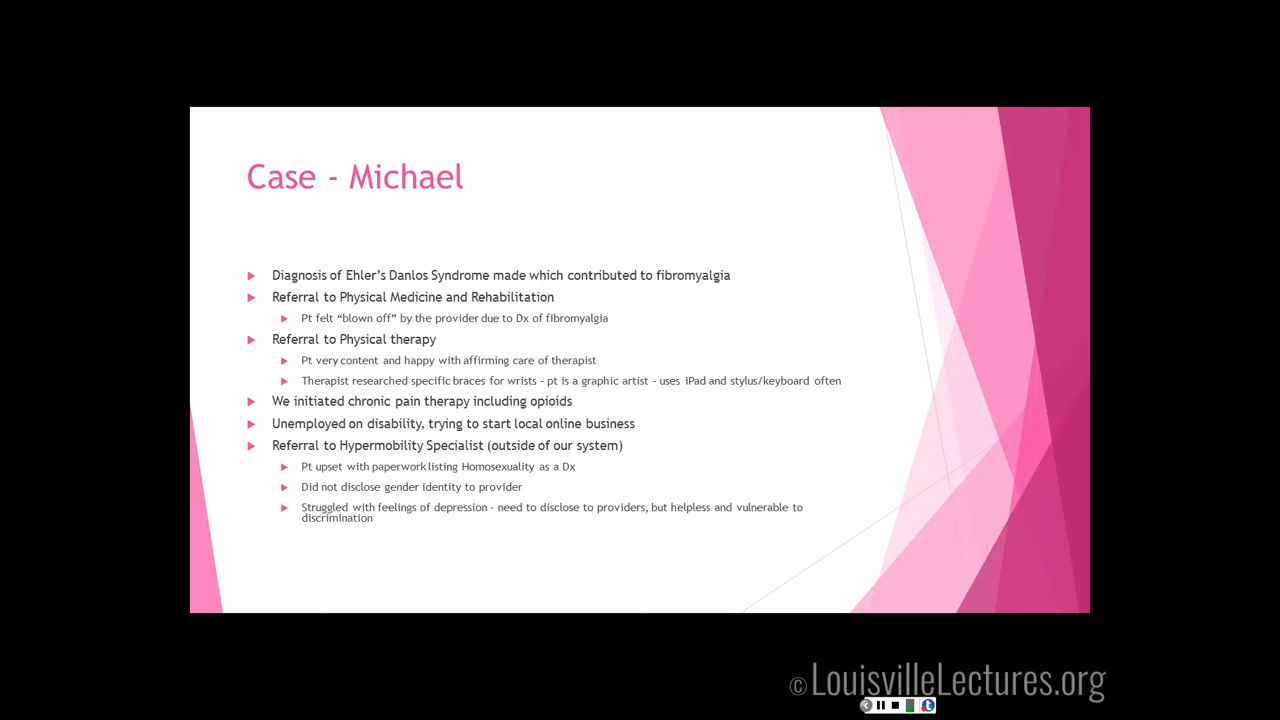 Case - Michael
Diagnosis of Ehler's Danlos Syndrome made which contributed to fibromyalgia
Referral to Physical Medicine and Rehabilitation
Pt felt “blown off” by the provider due to Dx of fibromyalgia
Referral to Physical therapy
Pt very content and happy with affirming care of therapist
Therapist researched specific braces for wrists – pt is a graphic artist – uses iPad and stylus/keyboard often
We initiated chronic pain therapy including opioids
Unemployed on disability, trying to start local online business
Referral to Hypermobility Specialist (outside of our system)
Pt upset with paperwork listing Homosexuality as a Dx
Did not disclose gender identity to provider
Struggled with feelings of depression – need to disclose to providers, but helpless and vulnerable to
discrimination
© LouisvilleLectures.org